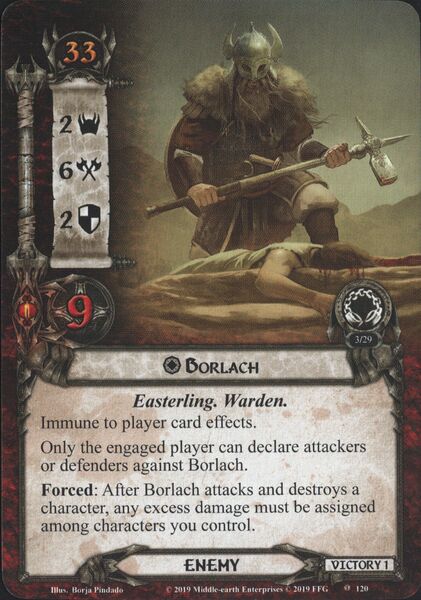 33
2
6
2
9
3/29
Borlach
Easterling. Warden.
Immune to player card effects.
Only the engaged player can declare attackers
or defenders against Borlach.
Forced: After Borlach attacks and destroys a
character, any excess damage must be assigned
among characters you control.
ENEMY
VICTORY 1
Illus. Borja Pindado
© 2019 Middle-earth Enterprises © 2019 FFG
120